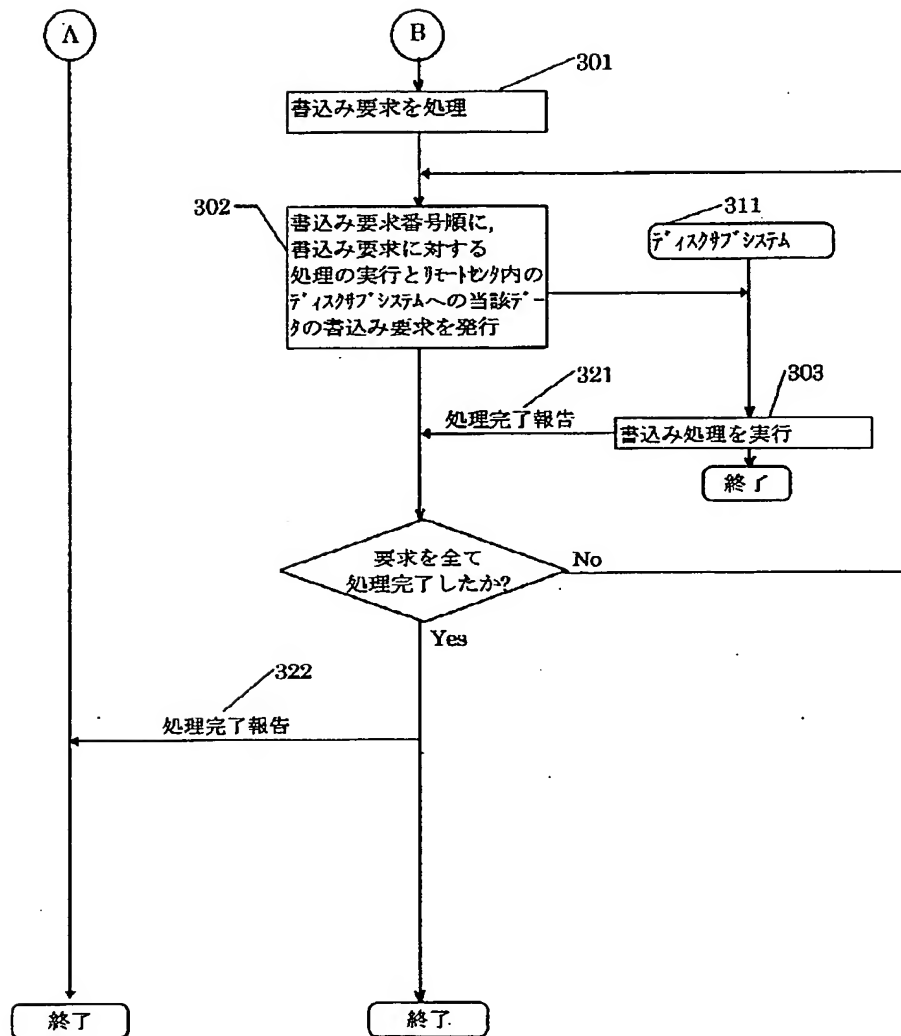 A
B
301
書込み要求を処理
302
書込み要求番号順に,
書込み要求に対する
処理の実行とリモートセンタ内の
ディスクサブシステムへの当該デー
タの書込み要求を発行
311
ディスクサブシステム
321
処理完了報告
303
書込み処理を実行
終了
要求を全て
処理完了したか?
No
Yes
322
処理完了報告
終了
終了